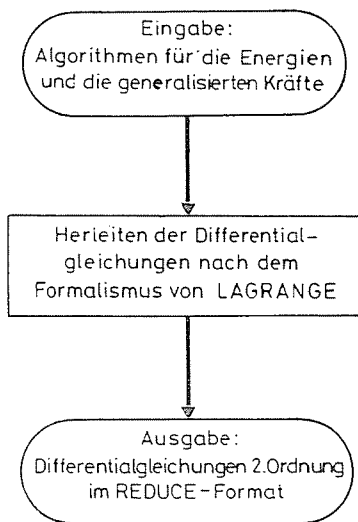 Eingabe:
Algorithmen für die Energien
und die generalisierten Kräfte
Herleiten der Differential-
gleichungen nach dem
Formalismus von LAGRANGE
Ausgabe:
Differentialgleichungen 2.Ordnung
im REDUCE-Format